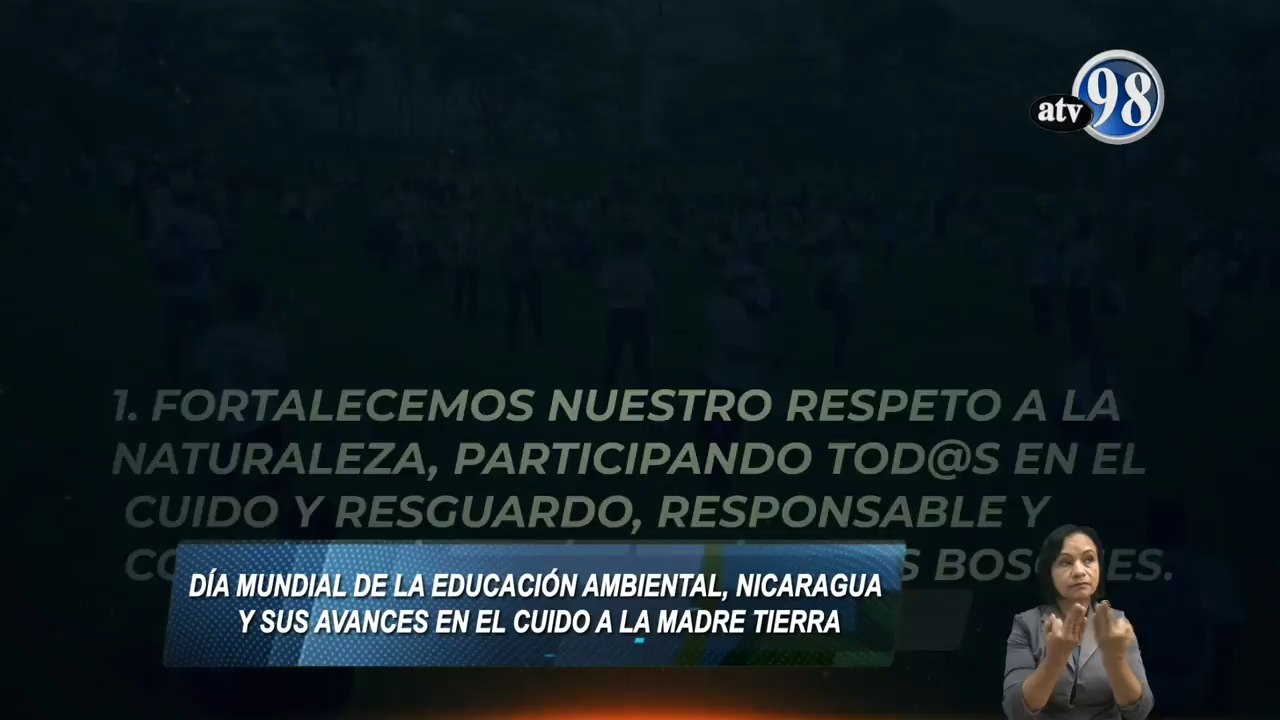 atv 98
1. FORTALECEMOS NUESTRO RESPETO A LA
NATURALEZA, PARTICIPANDO TOD@S EN EL
CUIDO Y RESGUARDO, RESPONSABLE Y
BOSQUES.
DÍA MUNDIAL DE LA EDUCACIÓN AMBIENTAL, NICARAGUA
Y SUS AVANCES EN EL CUIDO A LA MADRE TIERRA